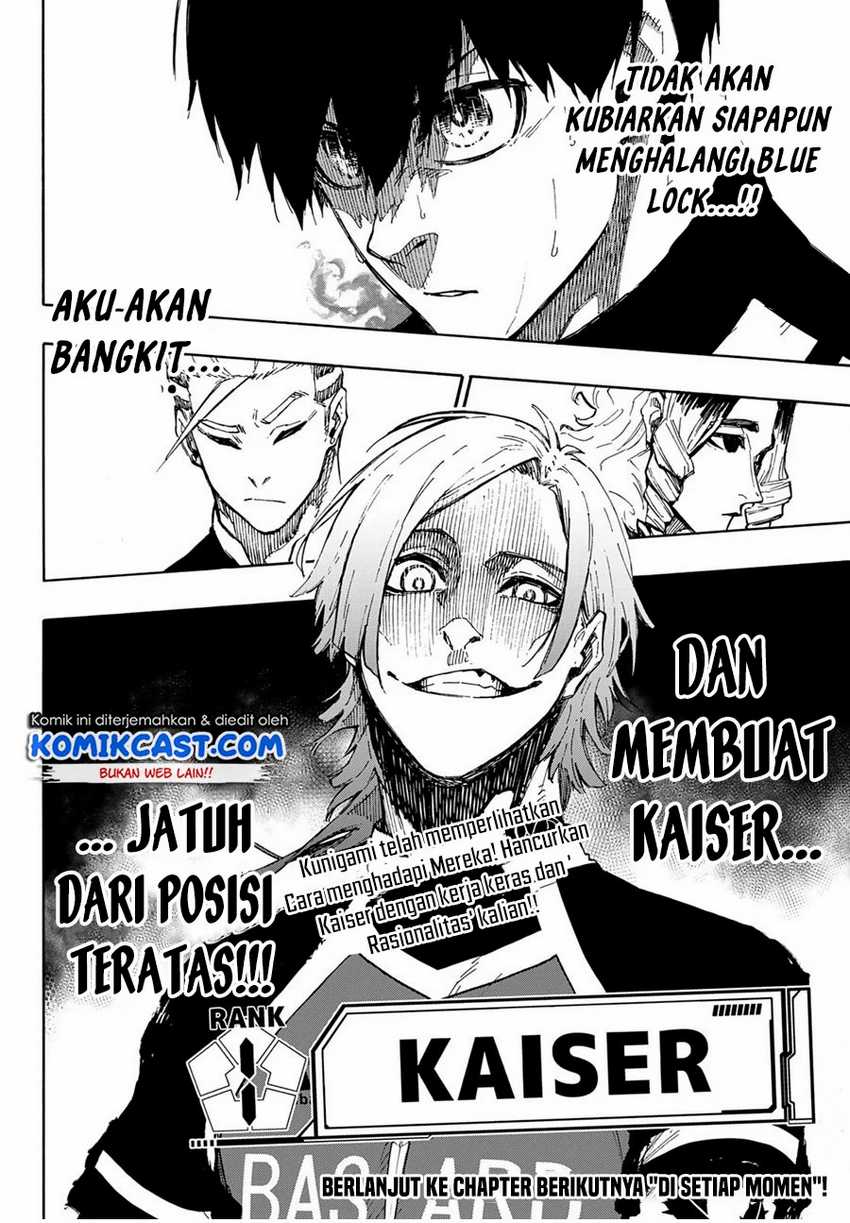 TIDAK AKAN
KUBIARKAN SIAPAPUN
MENGHALANGI BLUE
LOCK...!!
AKU-AKAN
BANGKIT...
DAN
MEMBUAT
KAISER...
Komik ini diterjemahkan & diedit oleh
KOMIKCAST.COM
BUKAN WEB LAIN!!
... JATUH
DARI POSISI
TERATAS!!!
Kunigami telah memperlihatkan
Cara menghadapi Mereka! Hancurkan
Kaiser dengan kerja keras dan
Rasionalitas' kalian!!
RANK
1
KAISER
BASTARD
BERLANJUT KE CHAPTER BERIKUTNYA "DI SETIAP MOMEN"!